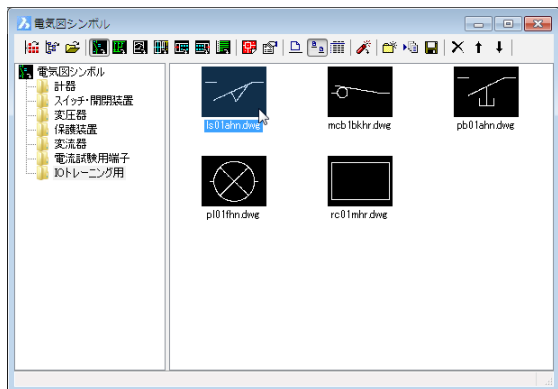 電気図シンボル
電気図シンボル
計器
スイッチ・開閉装置
変圧器
保護装置
変流器
電流試験用端子
IOトレーニング用
ls01ahn.dwg
mcb1bkhr.dwg
pb01ahn.dwg
pl01fhn.dwg
rc01mhr.dwg